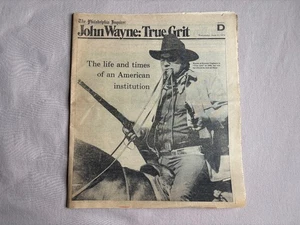 The Philadelphia Inquirer
John Wayne: True Grit
D
The life and times
of an American
institution